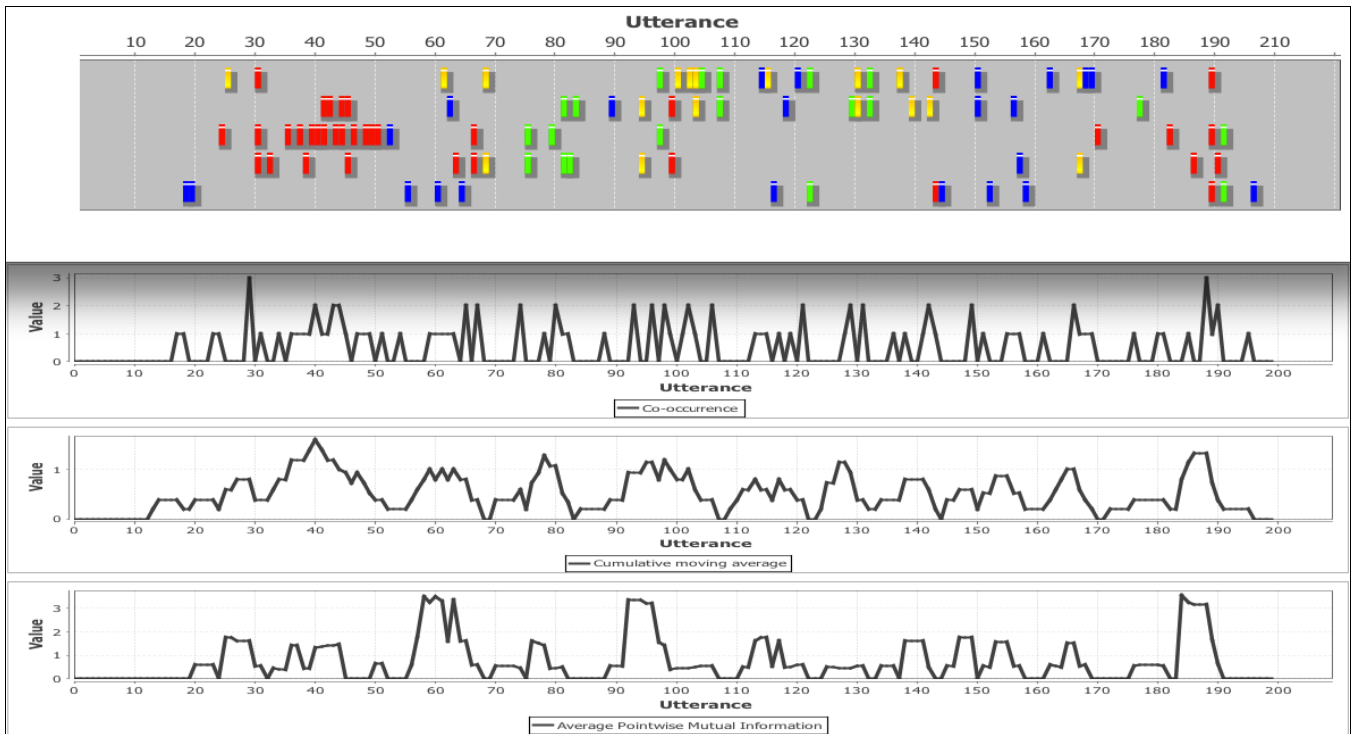 Utterance
10 20 30 40 50 60 70 80 90 100 110 120 130 140 150 160 170 180 190 200 210
3
2
1
0
Value
0 10 20 30 40 50 60 70 80 90 100 110 120 130 140 150 160 170 180 190 200
Utterance
Co-occurrence
1
0
Value
0 10 20 30 40 50 60 70 80 90 100 110 120 130 140 150 160 170 180 190 200
Utterance
Cumulative moving average
3
2
1
0
Value
0 10 20 30 40 50 60 70 80 90 100 110 120 130 140 150 160 170 180 190 200
Utterance
Average Pointwise Mutual Information